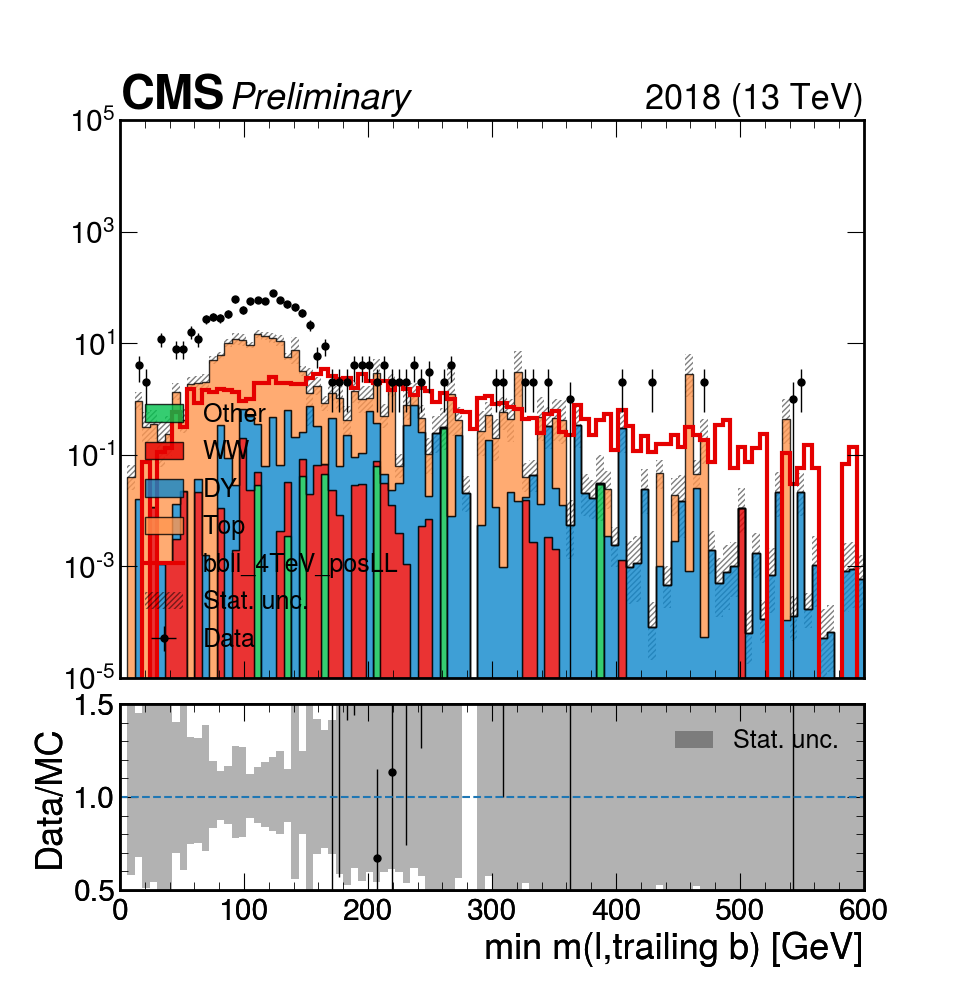 CMS Preliminary 2018 (13 TeV)
10^5
10^3
10^1
10^-1
10^-3
10^-5
Other
WW
DY
Top
bbll_4TeV_posLL
Stat. unc.
Data
1.5
1.0
0.5
Data/MC
Stat. unc.
0 100 200 300 400 500 600
min m(l,trailing b) [GeV]